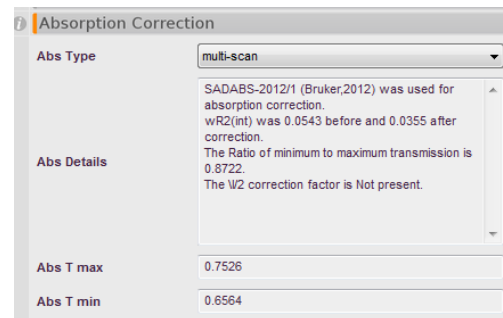 Absorption Correction
Abs Type
multi-scan
Abs Details
SADABS-2012/1 (Bruker,2012) was used for
absorption correction.
wR2(int) was 0.0543 before and 0.0355 after
correction.
The Ratio of minimum to maximum transmission is
0.8722.
The \l/2 correction factor is Not present.
Abs T max
0.7526
Abs T min
0.6564